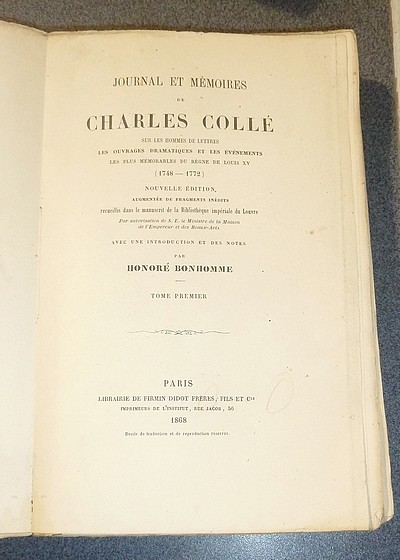 JOURNAL ET MÉMOIRES
DE
CHARLES COLLÉ
SUR LES HOMMES DE LETTRES
LES OUVRAGES DRAMATIQUES ET LES ÉVÉNEMENTS
LES PLUS MÉMORABLES DU RÈGNE DE LOUIS XV
(1748 — 1772)
NOUVELLE ÉDITION,
AUGMENTÉE DE FRAGMENTS INÉDITS
recueillis dans le manuscrit de la Bibliothèque impériale du Louvre
Par autorisation de S. E. le Ministre de la Maison
de l'Empereur et des Beaux-Arts
AVEC UNE INTRODUCTION ET DES NOTES
PAR
HONORÉ BONHOMME
TOME PREMIER
PARIS
LIBRAIRIE DE FIRMIN DIDOT FRÈRES, FILS ET Cie
IMPRIMEURS DE L'INSTITUT, RUE JACOB, 56
1868
Droits de traduction et de reproduction réservés.